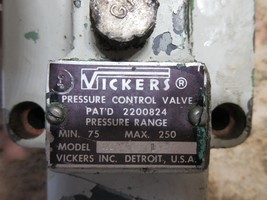 VICKERS®
PRESSURE CONTROL VALVE
PAT'D 2200824
PRESSURE RANGE
MIN. 75 MAX. 250
MODEL
VICKERS INC. DETROIT, U.S.A.